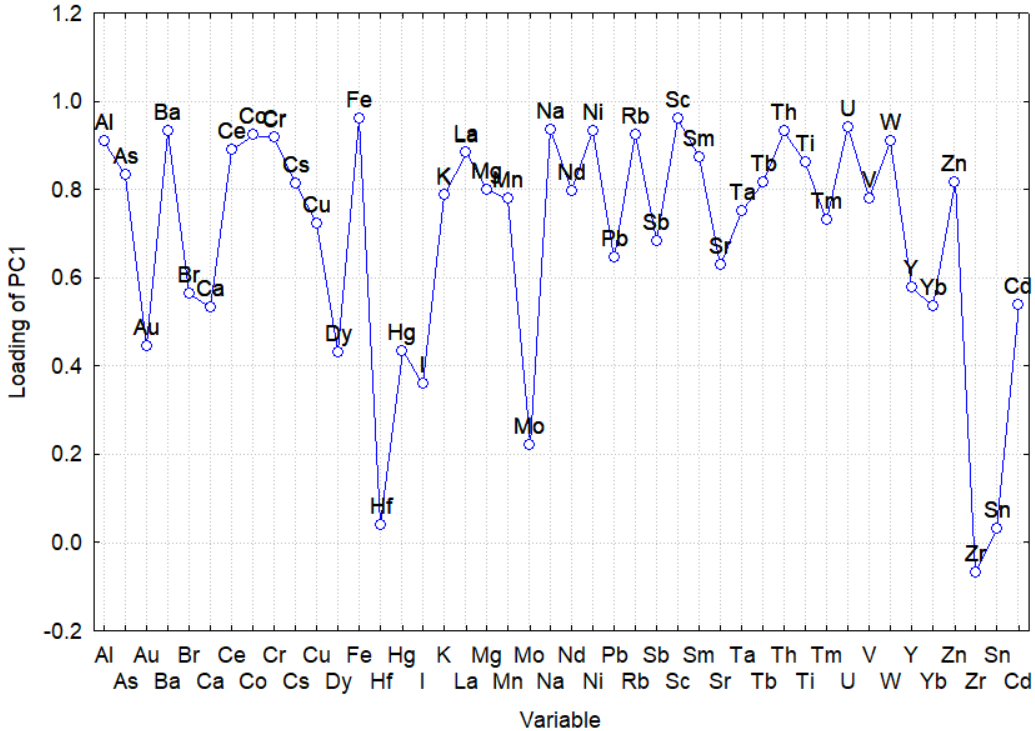 1.2
1.0
0.8
0.6
0.4
0.2
0.0
-0.2
Loading of PC1
Al
As
Au
Ba
Br
Ca
Ce
Co
Cr
Cs
Cu
Dy
Fe
Hf
Hg
I
K
La
Mg
Mn
Mo
Na
Nd
Ni
Pb
Rb
Sb
Sc
Sm
Sr
Ta
Tb
Th
Ti
Tm
U
V
W
Y
Yb
Zn
Zr
Sn
Cd
Al Au Br Ce Cr Cu Fe Hg K Mg Mo Nd Pb Sb Sm Ta Th Tm V Y Zn Sn
As Ba Ca Co Cs Dy Hf I La Mn Na Ni Rb Sc Sr Tb Ti U W Yb Zr Cd
Variable